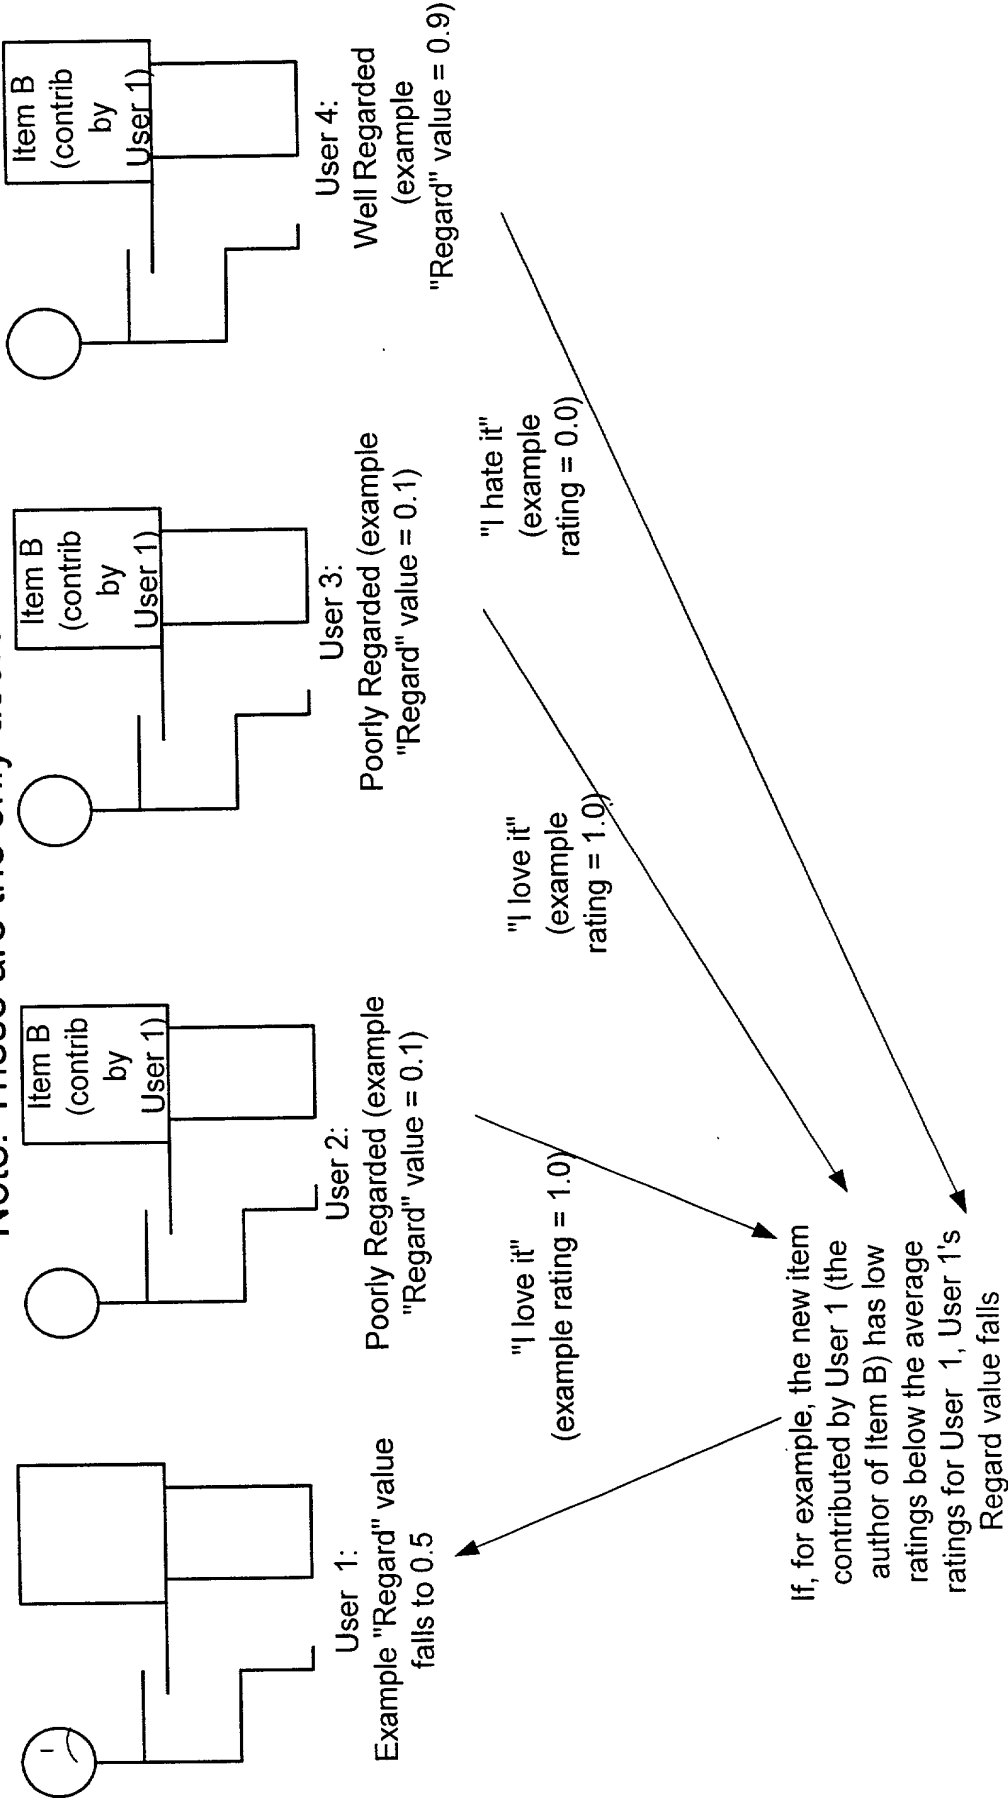 Note: These are the only
Item B
(contrib
by
User 1)
Item B
(contrib
by
User 1)
Item B
(contrib
by
User 1)
User 1:
Example "Regard" value
falls to 0.5
User 2:
Poorly Regarded (example
"Regard" value = 0.1)
User 3:
Poorly Regarded (example
"Regard" value = 0.1)
User 4:
Well Regarded
(example
"Regard" value = 0.9)
"I love it"
(example rating = 1.0)
"I love it"
(example
rating = 1.0)
"I hate it"
(example
rating = 0.0)
If, for example, the new item
contributed by User 1 (the
author of Item B) has low
ratings below the average
ratings for User 1, User 1's
Regard value falls